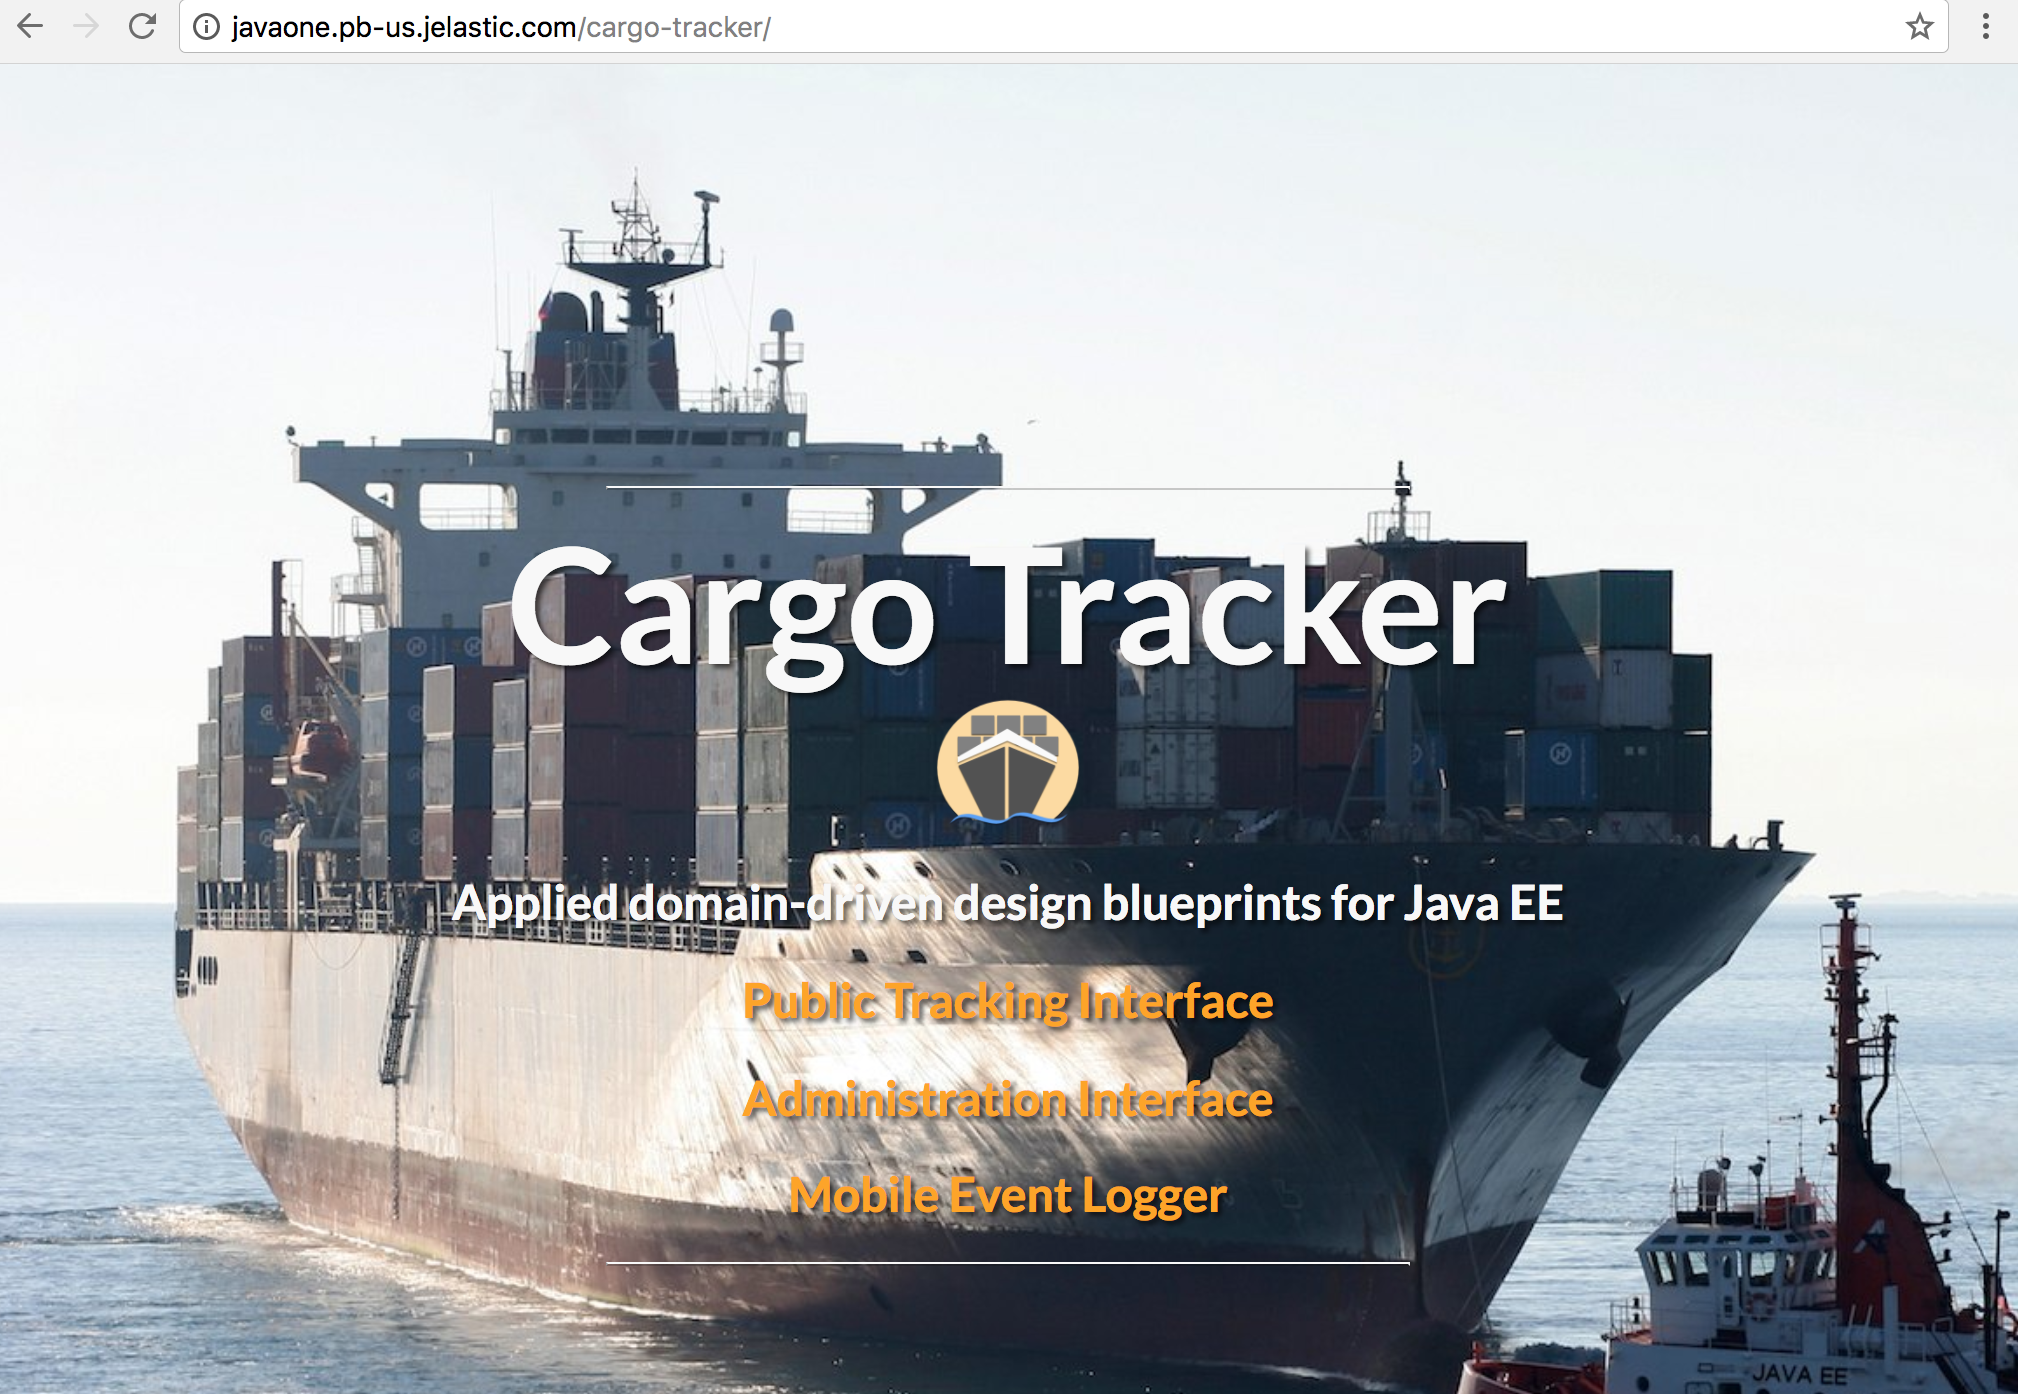 javaone.pb-us.jelastic.com/cargo-tracker/
Cargo Tracker
Applied domain-driven design blueprints for Java EE
Public Tracking Interface
Administration Interface
Mobile Event Logger
JAVA EE